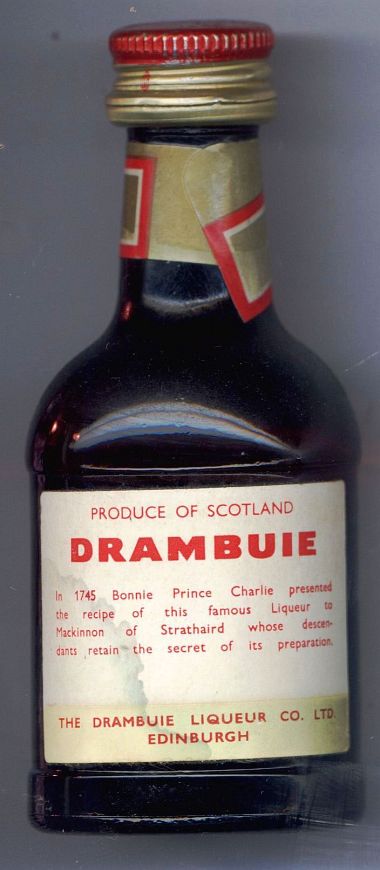 PRODUCE OF SCOTLAND
DRAMBUIE
In 1745 Bonnie Prince Charlie presented
the recipe of this famous Liqueur to
Mackinnon of Strathaird whose descen-
dants retain the secret of its preparation.
THE DRAMBUIE LIQUEUR CO. LTD.
EDINBURGH